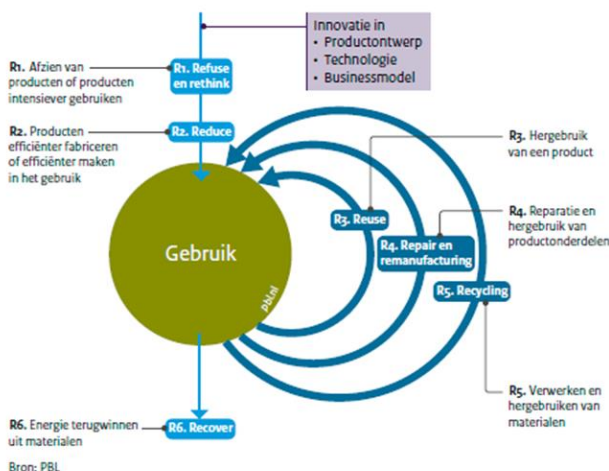 Innovatie in
• Productontwerp
• Technologie
• Businessmodel
R1. Afzien van
producten of producten
intensiever gebruiken
R1. Refuse
en rethink
R2. Producten
efficiënter fabriceren
of efficiënter maken
in het gebruik
R2. Reduce
R3. Hergebruik
van een product
R3. Reuse
R4. Reparatie en
hergebruik van
productonderdelen
R4. Repair en
remanufacturing
Gebruik
pbl.nl
R5. Recycling
R5. Verwerken en
hergebruiken van
materialen
R6. Energie terugwinnen
uit materialen
R6. Recover
Bron: PBL